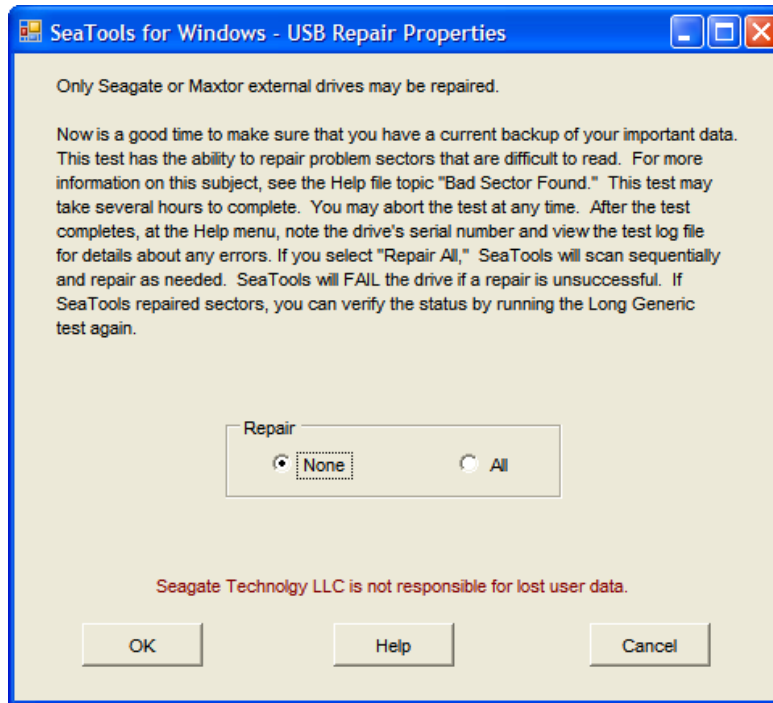 SeaTools for Windows - USB Repair Properties
Only Seagate or Maxtor external drives may be repaired.
Now is a good time to make sure that you have a current backup of your important data.
This test has the ability to repair problem sectors that are difficult to read. For more
information on this subject, see the Help file topic "Bad Sector Found." This test may
take several hours to complete. You may abort the test at any time. After the test
completes, at the Help menu, note the drive's serial number and view the test log file
for details about any errors. If you select "Repair All," SeaTools will scan sequentially
and repair as needed. SeaTools will FAIL the drive if a repair is unsuccessful. If
SeaTools repaired sectors, you can verify the status by running the Long Generic
test again.
Repair
None All
Seagate Technolgy LLC is not responsible for lost user data.
OK Help Cancel